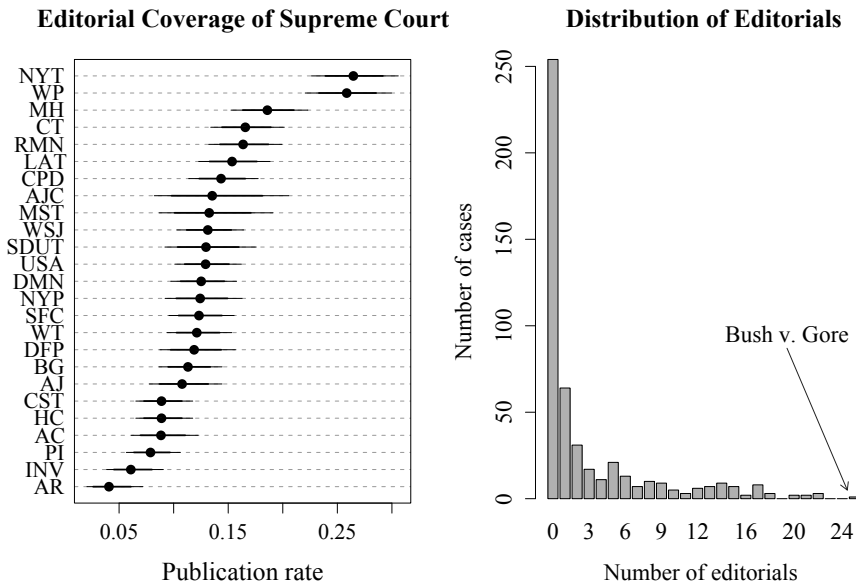 Editorial Coverage of Supreme Court
NYT
WP
MH
CT
RMN
LAT
CPD
AJC
MST
WSJ
SDUT
USA
DMN
NYP
SFC
WT
DFP
BG
AJ
CST
HC
AC
PI
INV
AR
0.05 0.15 0.25
Publication rate
Distribution of Editorials
Number of cases
250
200
150
100
50
0
Bush v. Gore
0 3 6 9 12 16 20 24
Number of editorials